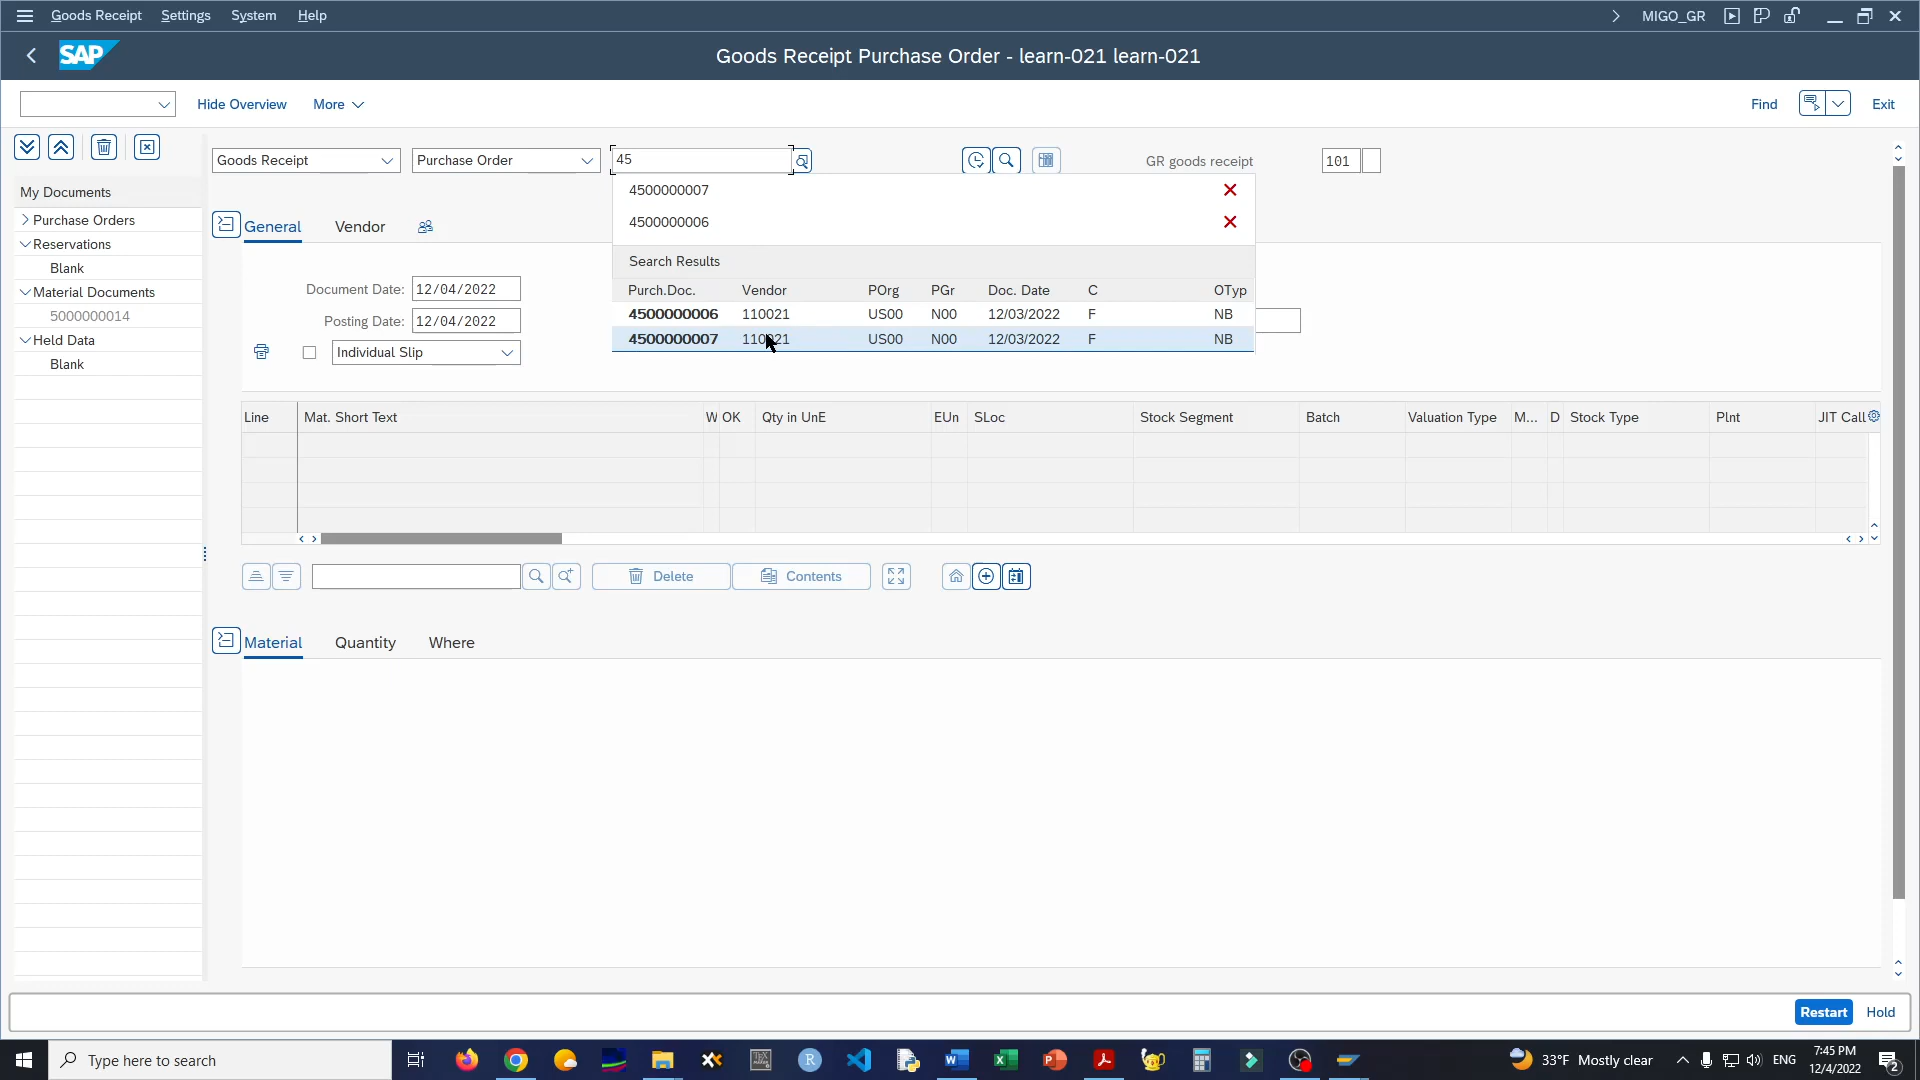 Goods Receipt Settings System Help MIGO_GR
SAP Goods Receipt Purchase Order - learn-021 learn-021
Hide Overview More Find Exit
Goods Receipt Purchase Order 45 GR goods receipt 101
My Documents
Purchase Orders
Reservations
Blank
Material Documents
5000000014
Held Data
Blank
4500000007
4500000006
Search Results
Purch.Doc. Vendor POrg PGr Doc. Date C OTyp
4500000006 110021 US00 N00 12/03/2022 F NB
4500000007 110021 US00 N00 12/03/2022 F NB
General Vendor
Document Date: 12/04/2022
Posting Date: 12/04/2022
Individual Slip
Line Mat. Short Text W OK Qty in UnE EUn SLoc Stock Segment Batch Valuation Type M... D Stock Type Plnt JIT Call
Delete Contents
Material Quantity Where
Restart Hold
Type here to search
33°F Mostly clear ENG 7:45 PM
12/4/2022
2